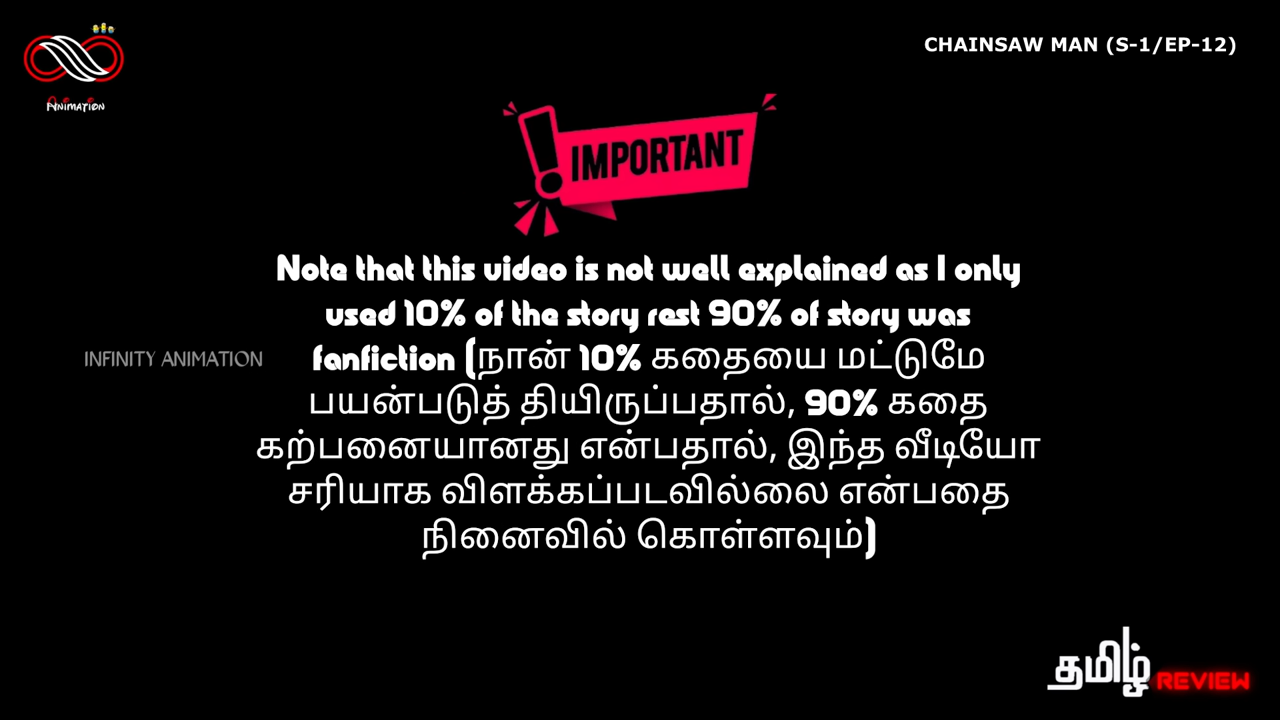 CHAINSAW MAN (S-1/EP-12)
ANIMATION
IMPORTANT
Note that this video is not well explained as I only
used 10% of the story rest 90% of story was
fanfiction (நான் 10% கதையை மட்டுமே
பயன்படுத் தியிருப்பதால், 90% கதை
கற்பனையானது என்பதால், இந்த வீடியோ
சரியாக விளக்கப்படவில்லை என்பதை
நினைவில் கொள்ளவும்)
INFINITY ANIMATION
தமிழ் REVIEW